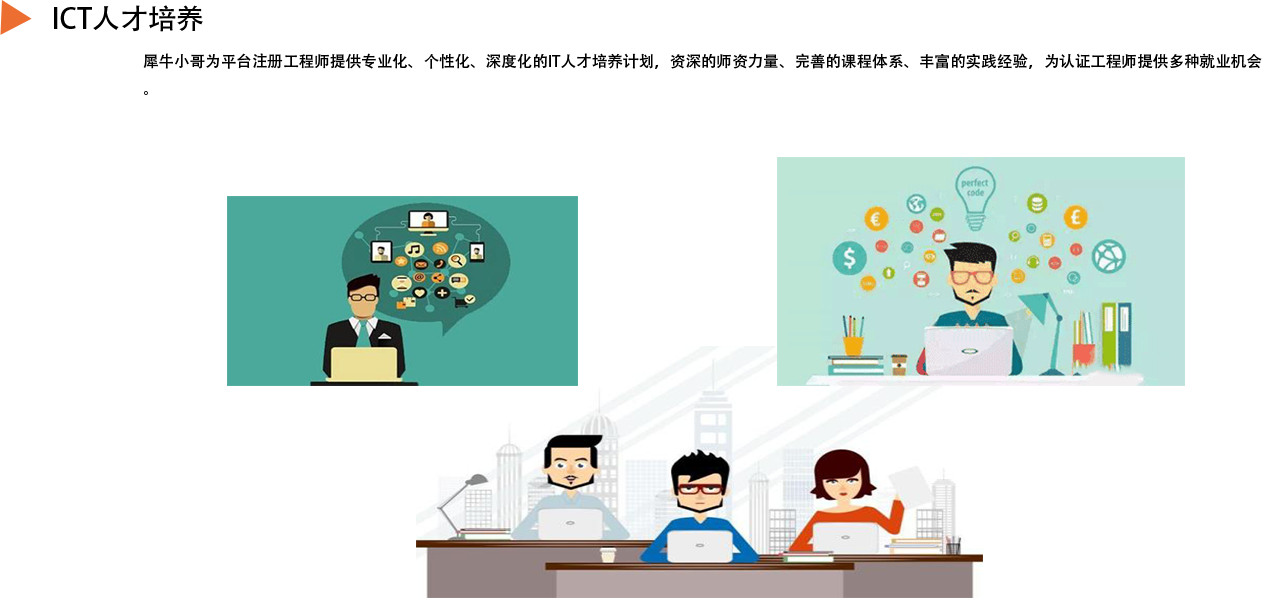 ICT人才培养
犀牛小哥为平台注册工程师提供专业化、个性化、深度化的IT人才培养计划，资深的师资力量、完善的课程体系、丰富的实践经验，为认证工程师提供多种就业机会
。
perfect
code